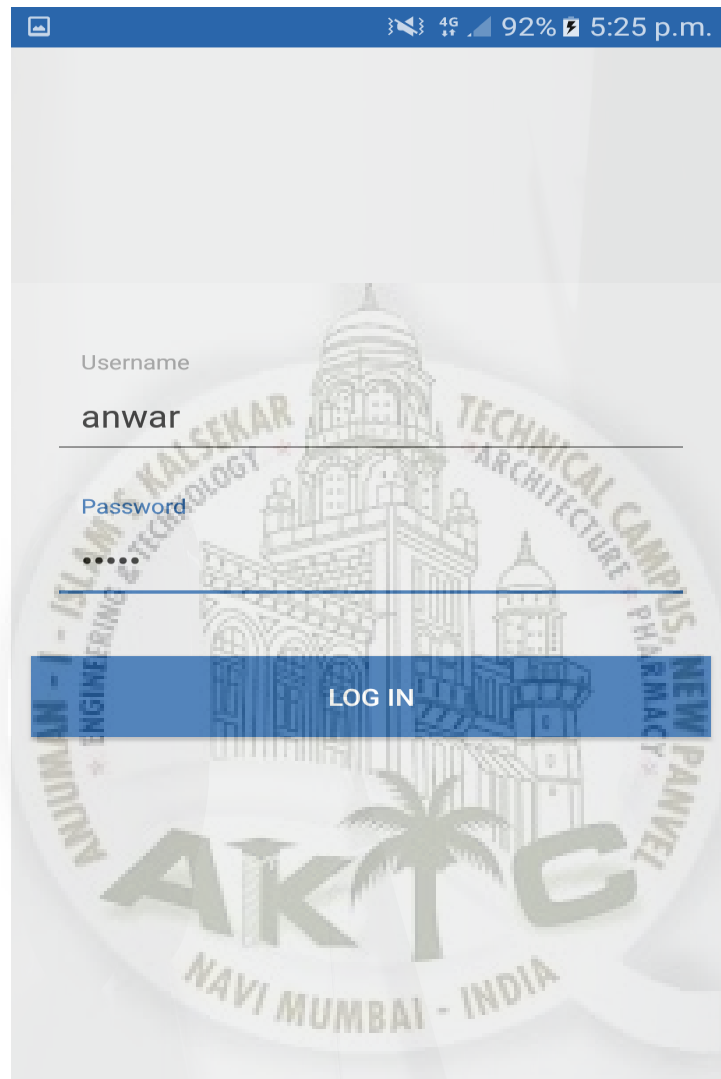 4G 92% 5:25 p.m.
Username
anwar
Password
•••••
LOG IN
ANJUMAN - I - ISLAM'S KALSEKAR TECHNICAL CAMPUS, NEW PANVEL
* ENGINEERING & TECHNOLOGY * * ARCHITECTURE * PHARMACY *
AKTC
NAVI MUMBAI - INDIA